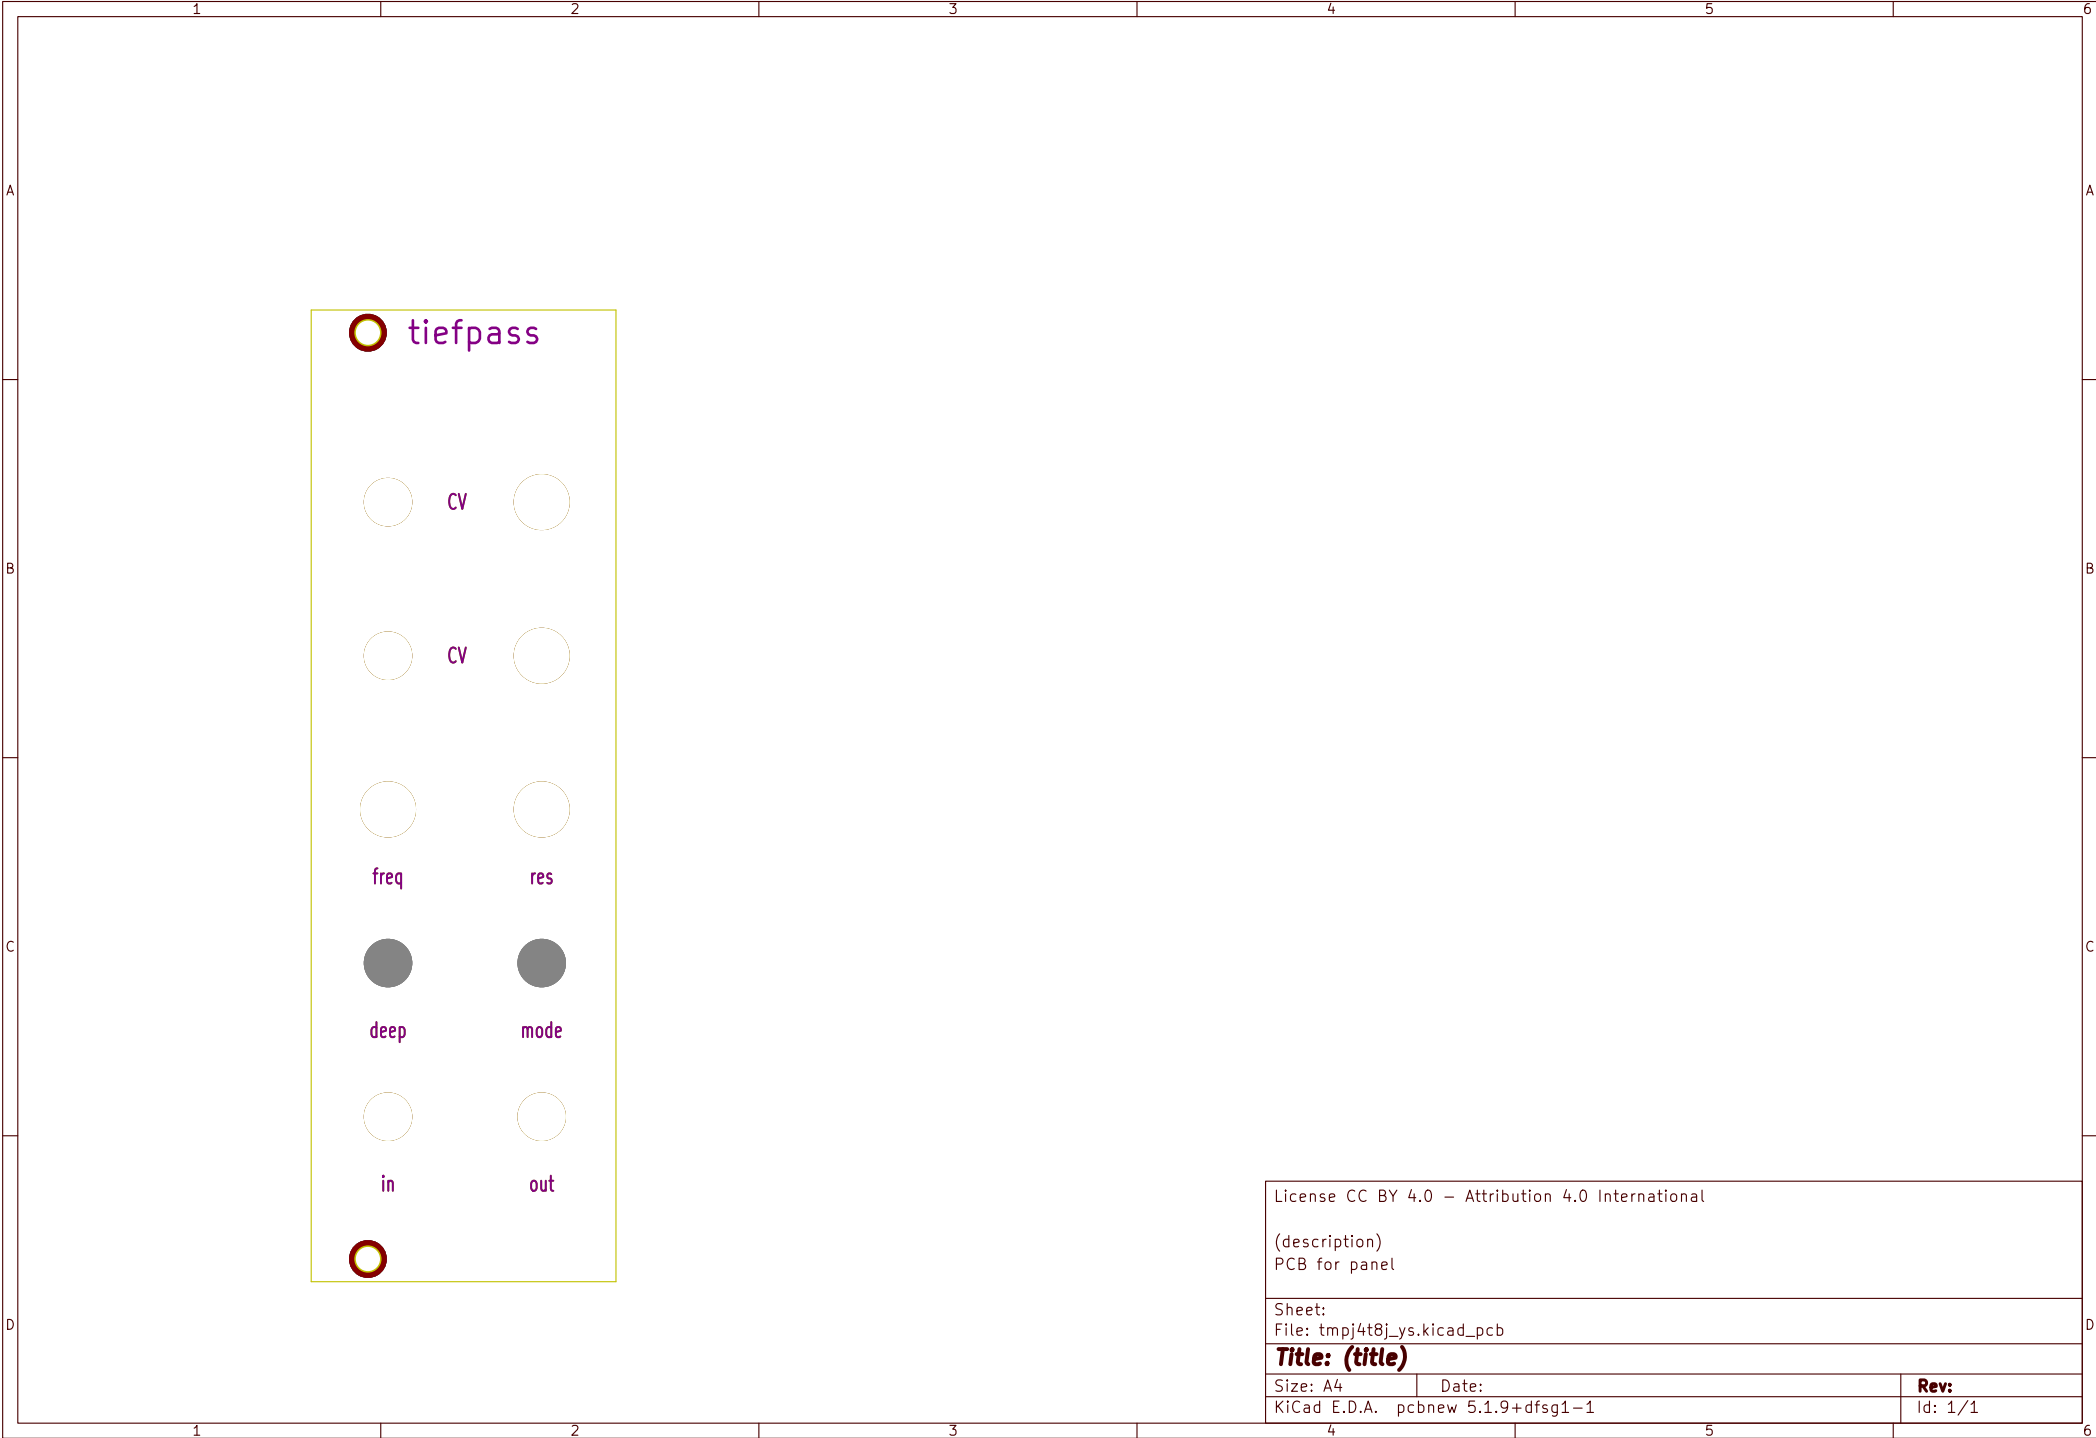 1 2 3 4 5 6
A A
tiefpass
CV
B B
CV
freq res
C C
deep mode
in out
License CC BY 4.0 – Attribution 4.0 International
(description)
PCB for panel
Sheet:
File: tmpj4t8j_ys.kicad_pcb
D D
Title: (title)
Size: A4 Date: Rev:
KiCad E.D.A. pcbnew 5.1.9+dfsg1-1 Id: 1/1
1 2 3 4 5 6